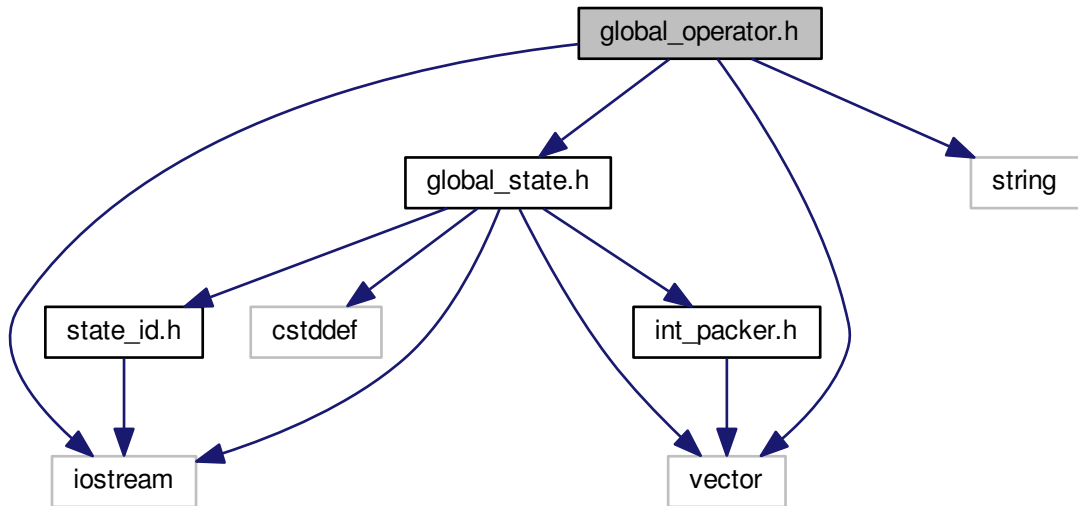 global_operator.h
global_state.h
string
state_id.h
cstddef
int_packer.h
iostream
vector